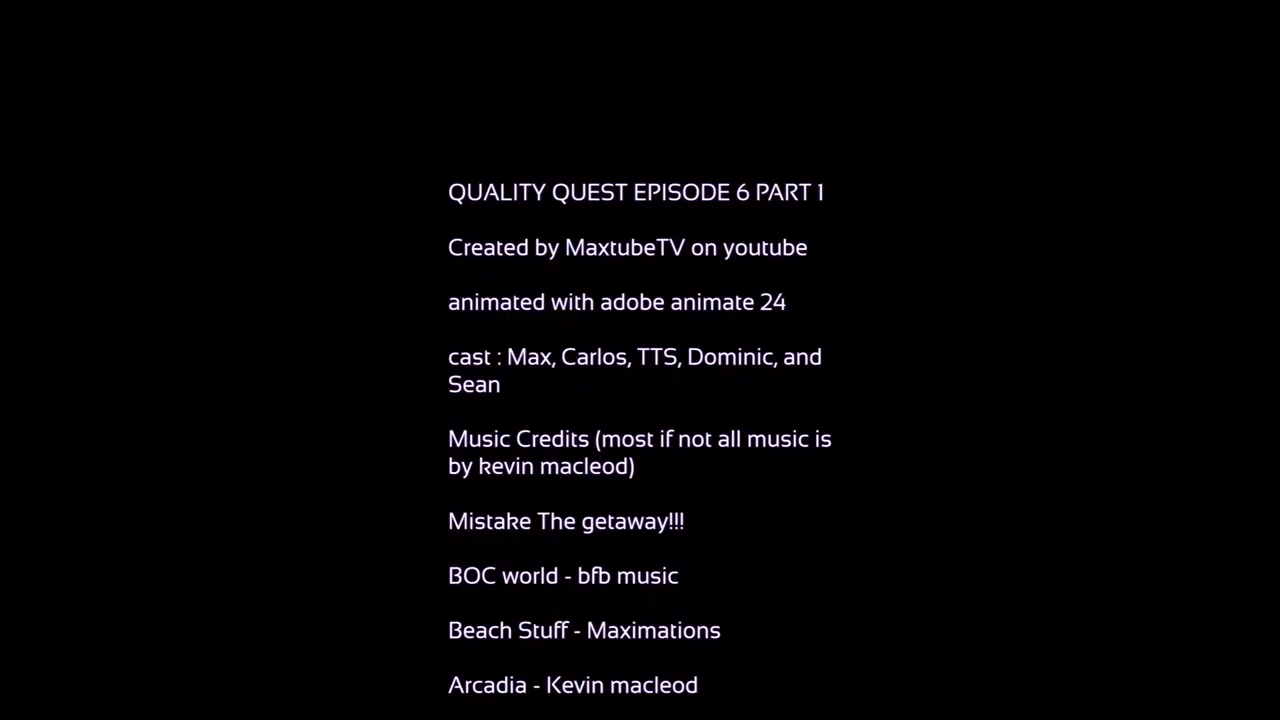 QUALITY QUEST EPISODE 6 PART 1
Created by MaxtubeTV on youtube
animated with adobe animate 24
cast : Max, Carlos, TTS, Dominic, and
Sean
Music Credits (most if not all music is
by kevin macleod)
Mistake The getaway!!!
BOC world - bfb music
Beach Stuff - Maximations
Arcadia - Kevin macleod